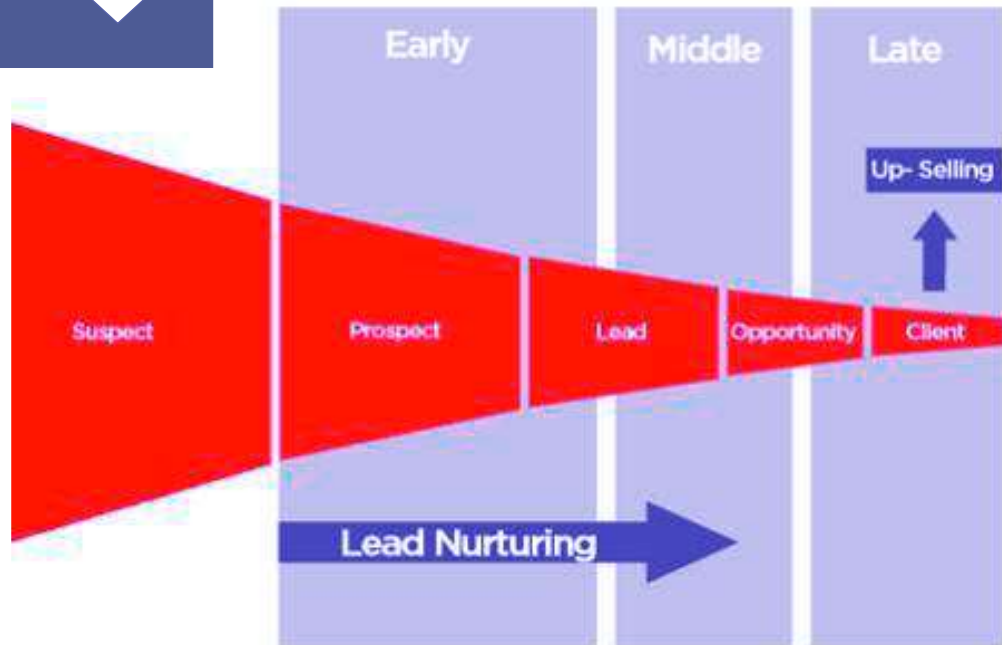 Early Middle Late
Up- Selling
Suspect Prospect Lead Opportunity Client
Lead Nurturing